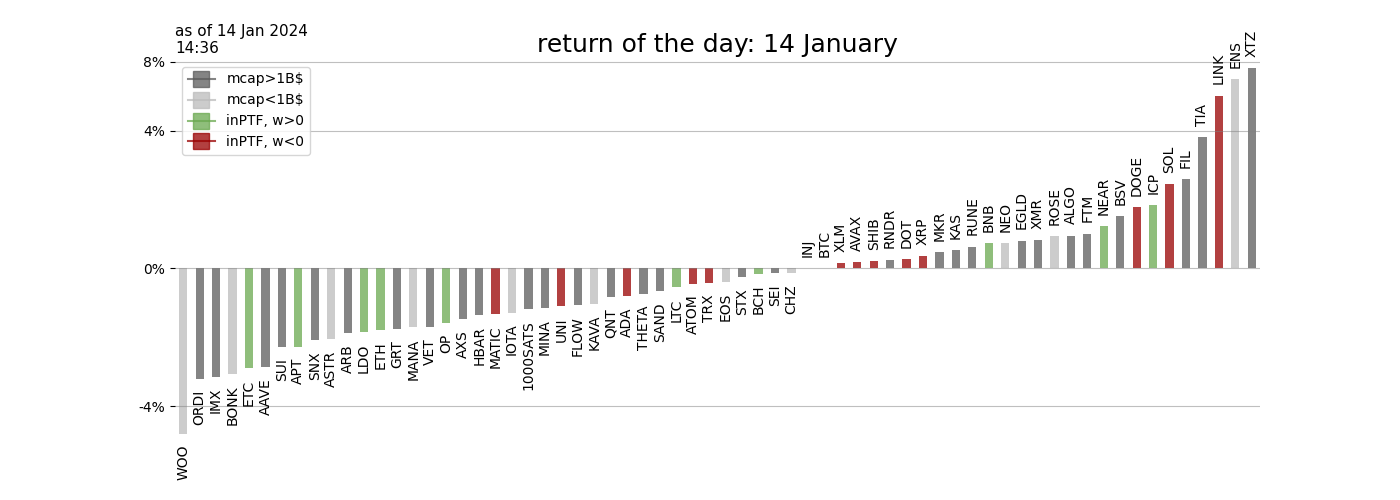 as of 14 Jan 2024
14:36
return of the day: 14 January
8%
4%
0%
-4%
mcap>1B$
mcap<1B$
inPTF, w>0
inPTF, w<0
WOO
ORDI
IMX
BONK
ETC
AAVE
SUI
APT
SNX
ASTR
ARB
LDO
ETH
GRT
MANA
VET
OP
AXS
HBAR
MATIC
IOTA
1000SATS
MINA
UNI
FLOW
KAVA
QNT
ADA
THETA
SAND
LTC
ATOM
TRX
EOS
STX
BCH
SEI
CHZ
INJ
BTC
XLM
AVAX
SHIB
RNDR
DOT
XRP
MKR
KAS
RUNE
BNB
NEO
EGLD
XMR
ROSE
ALGO
FTM
NEAR
BSV
DOGE
ICP
SOL
FIL
TIA
LINK
ENS
XTZ